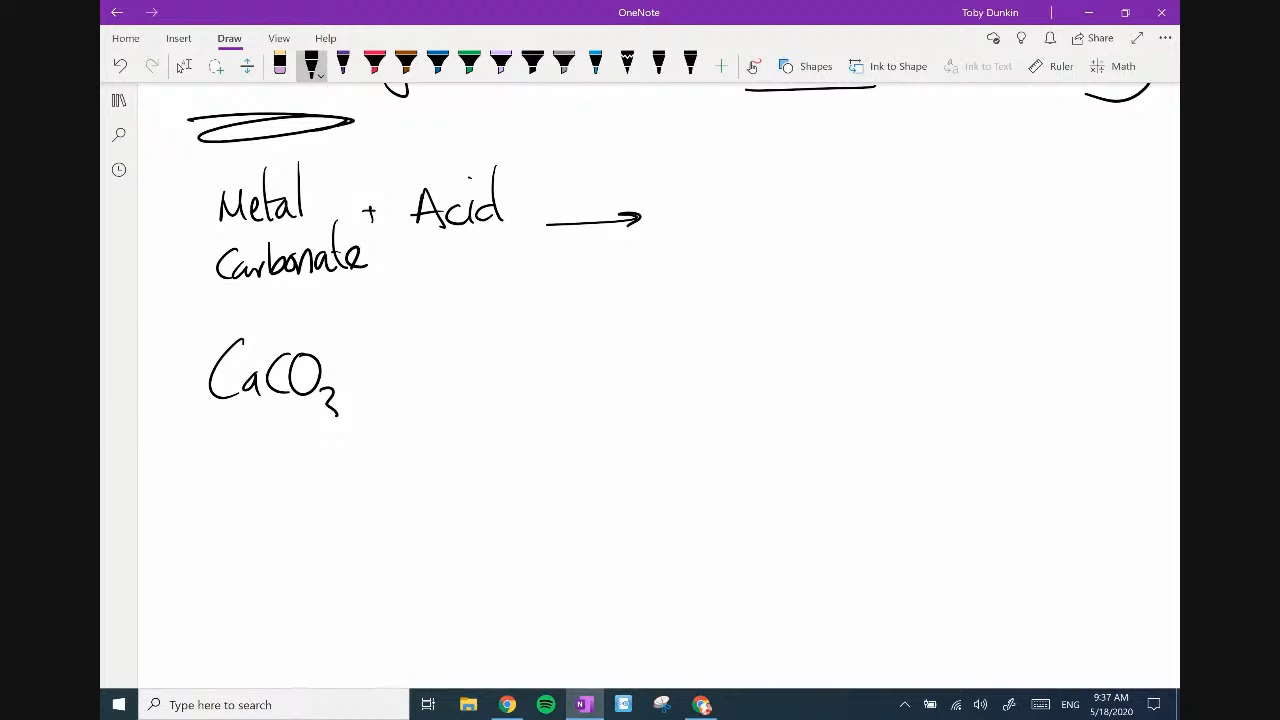 OneNote
Toby Dunkin
Home Insert Draw View Help
Share
Shapes Ink to Shape Ink to Text Ruler Math
Metal + Acid →
Carbonate
CaCO3
Type here to search
ENG
9:37 AM
5/18/2020